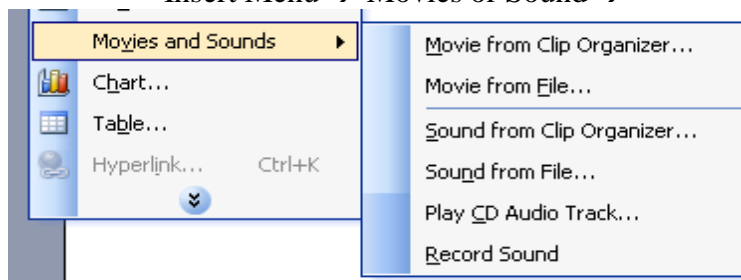 Insert Menu → Movies or Sound →
Movies and Sounds
Chart...
Table...
Hyperlink... Ctrl+K
Movie from Clip Organizer...
Movie from File...
Sound from Clip Organizer...
Sound from File...
Play CD Audio Track...
Record Sound